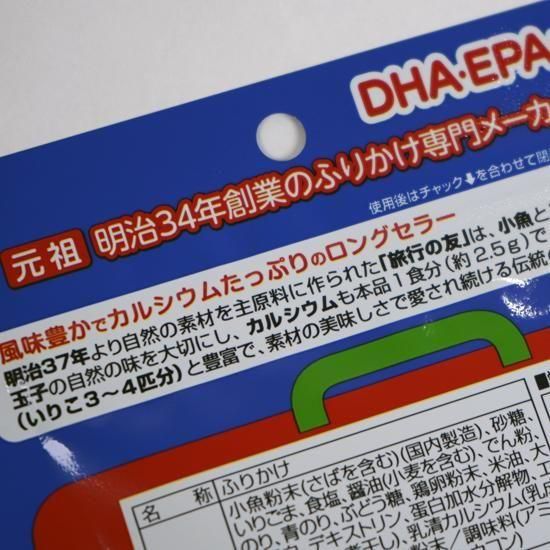 DHA・EPA
元祖 明治34年創業のふりかけ専門メーカ
使用後はチャック↓を合わせて閉
風味豊かでカルシウムたっぷりのロングセラー
明治37年より自然の素材を主原料に作られた「旅行の友」は、小魚と
玉子の自然の味を大切にし、カルシウムも本品1食分(約2.5g)で
(いりこ3〜4匹分)と豊富で、素材の美味しさで愛され続ける伝統
名 称 ふりかけ
小魚粉末(さばを含む)(国内製造)、砂糖、
いりごま、食塩、醤油(小麦を含む)、でん粉、
のり、青のり、ぶどう糖、鶏卵粉末、米油、大
デキストリン、蛋白加水分解物、
乳清カルシウム(乳
粉末/調味料(アミ